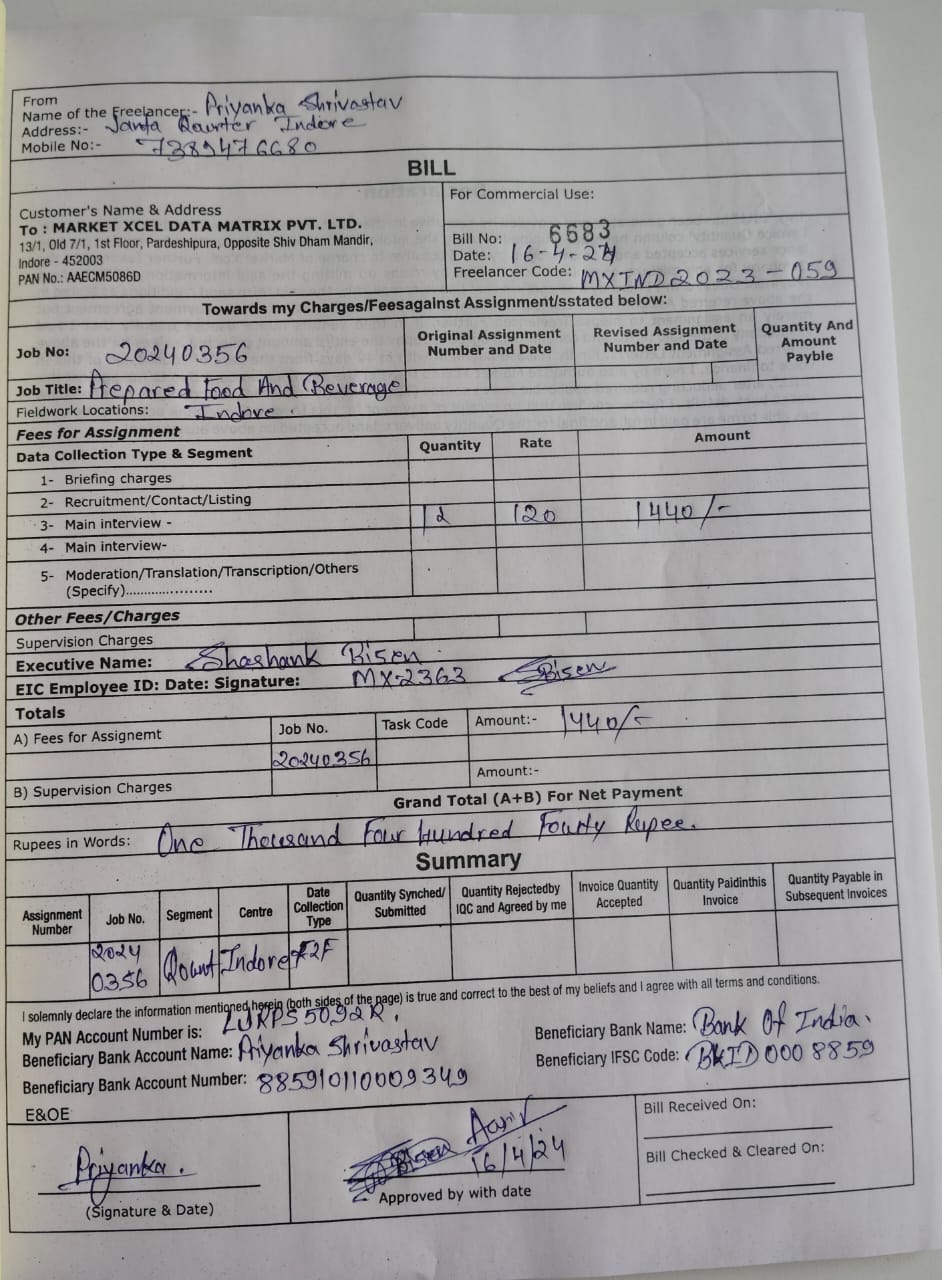 From
Name of the Freelancer:- Priyanka Shrivastav
Address:- Janta Qaurter Indore
Mobile No:- 7389476680
BILL
Customer's Name & Address
To : MARKET XCEL DATA MATRIX PVT. LTD.
13/1, Old 7/1, 1st Floor, Pardeshipura, Opposite Shiv Dham Mandir,
Indore - 452003
PAN No.: AAECM5086D
For Commercial Use:
Bill No: 6683
Date: 16-4-24
Freelancer Code: MXIND2023-059
Towards my Charges/Feesagainst Assignment/sstated below:
Job No: 20240356
Original Assignment Number and Date
Revised Assignment Number and Date
Quantity And Amount Payble
Job Title: Prepared Food And Beverage
Fieldwork Locations: Indore.
Fees for Assignment
Data Collection Type & Segment Quantity Rate Amount
1- Briefing charges
2- Recruitment/Contact/Listing
3- Main interview - 12 120 1440/-
4- Main interview-
5- Moderation/Translation/Transcription/Others
(Specify)......................
Other Fees/Charges
Supervision Charges
Executive Name: Shashank Bisen.
EIC Employee ID: Date: Signature: MX-2363 Bisen
Totals
A) Fees for Assignemt Job No. Task Code Amount:- 1440/-
20240356
B) Supervision Charges Amount:-
Grand Total (A+B) For Net Payment
Rupees in Words: One Thousand Four Hundred Fourty Rupee.
Summary
Assignment Number Job No. Segment Centre Date Collection Type Quantity Synched/ Submitted Quantity Rejectedby IQC and Agreed by me Invoice Quantity Accepted Quantity Paidinthis Invoice Quantity Payable in Subsequent Invoices
2024 0356 Indore F2F
I solemnly declare the information mentioned herein (both sides of the page) is true and correct to the best of my beliefs and I agree with all terms and conditions.
My PAN Account Number is: LJRPS5092R.
Beneficiary Bank Account Name: Priyanka Shrivastav
Beneficiary Bank Account Number: 885910110009349
Beneficiary Bank Name: Bank Of India.
Beneficiary IFSC Code: BKID0008859
E&OE
Priyanka.
(Signature & Date)
Bisen
16/4/24
Approved by with date
Bill Received On:
Bill Checked & Cleared On: